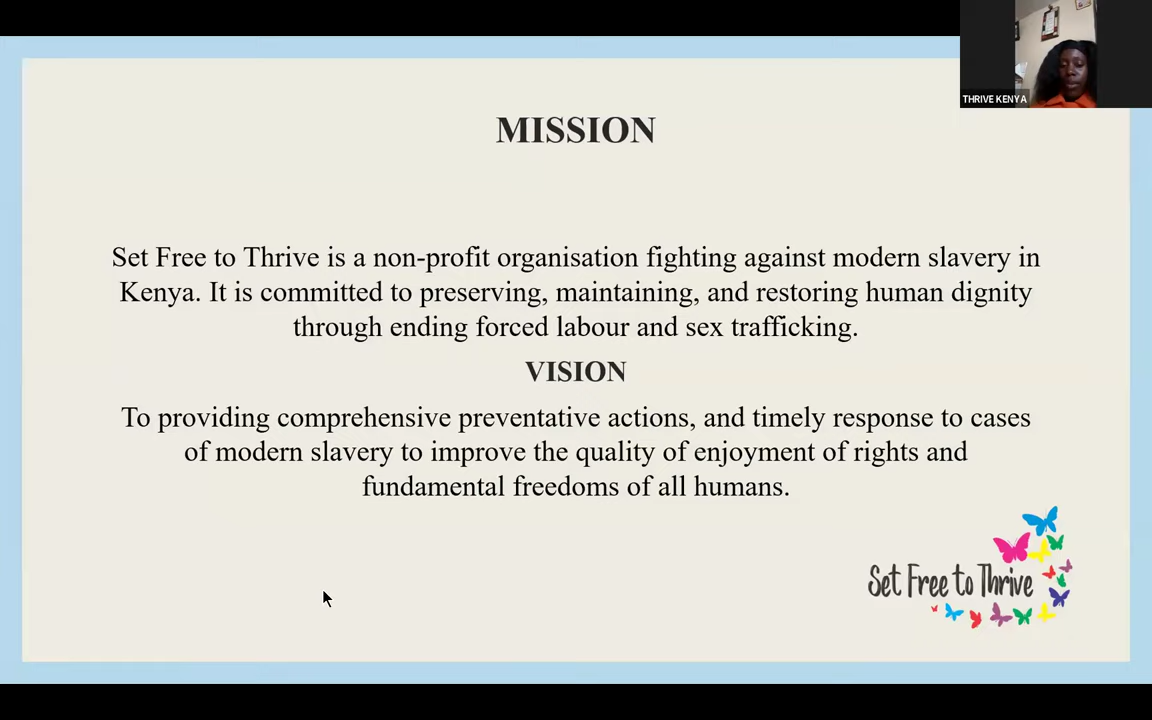 THRIVE KENYA
MISSION
Set Free to Thrive is a non-profit organisation fighting against modern slavery in
Kenya. It is committed to preserving, maintaining, and restoring human dignity
through ending forced labour and sex trafficking.
VISION
To providing comprehensive preventative actions, and timely response to cases
of modern slavery to improve the quality of enjoyment of rights and
fundamental freedoms of all humans.
Set Free to Thrive